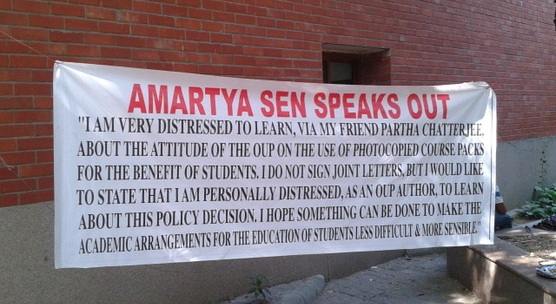 AMARTYA SEN SPEAKS OUT
"I AM VERY DISTRESSED TO LEARN, VIA MY FRIEND PARTHA CHATTERJEE.
ABOUT THE ATTITUDE OF THE OUP ON THE USE OF PHOTOCOPIED COURSE PACKS
FOR THE BENEFIT OF STUDENTS. I DO NOT SIGN JOINT LETTERS, BUT I WOULD LIKE
TO STATE THAT I AM PERSONALLY DISTRESSED, AS AN OUP AUTHOR, TO LEARN
ABOUT THIS POLICY DECISION. I HOPE SOMETHING CAN BE DONE TO MAKE THE
ACADEMIC ARRANGEMENTS FOR THE EDUCATION OF STUDENTS LESS DIFFICULT & MORE SENSIBLE."